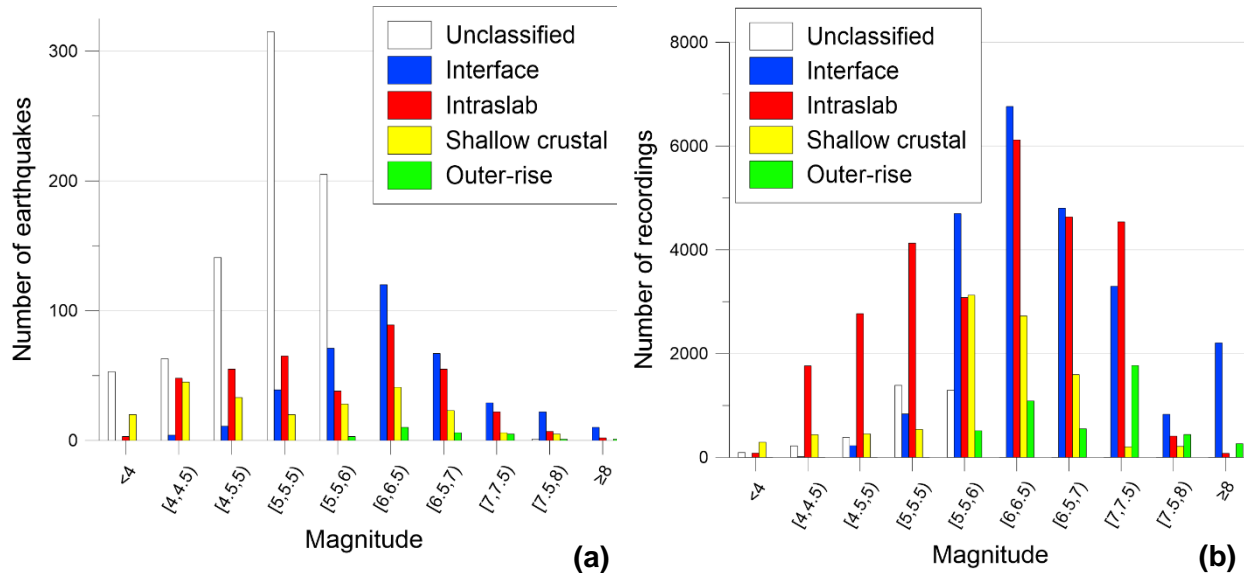 300
200
100
0
Number of earthquakes
Unclassified
Interface
Intraslab
Shallow crustal
Outer-rise
<4
[4,4.5)
[4.5,5)
[5,5.5)
[5.5,6)
[6,6.5)
[6.5,7)
[7,7.5)
[7.5,8)
≥8
Magnitude
(a)
8000
6000
4000
2000
0
Number of recordings
Unclassified
Interface
Intraslab
Shallow crustal
Outer-rise
<4
[4,4.5)
[4.5,5)
[5,5.5)
[5.5,6)
[6,6.5)
[6.5,7)
[7,7.5)
[7.5,8)
≥8
Magnitude
(b)